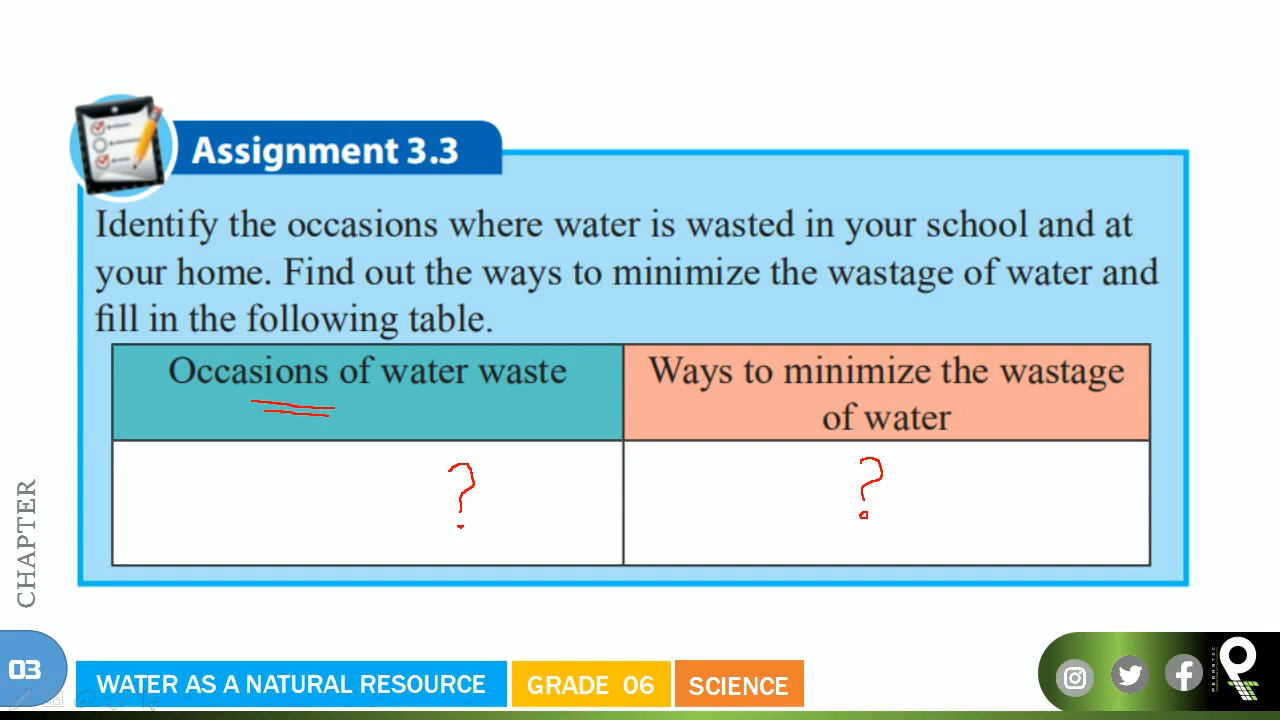 Assignment 3.3
Identify the occasions where water is wasted in your school and at
your home. Find out the ways to minimize the wastage of water and
fill in the following table.
Occasions of water waste
Ways to minimize the wastage
of water
?
?
CHAPTER
03
WATER AS A NATURAL RESOURCE
GRADE 06
SCIENCE